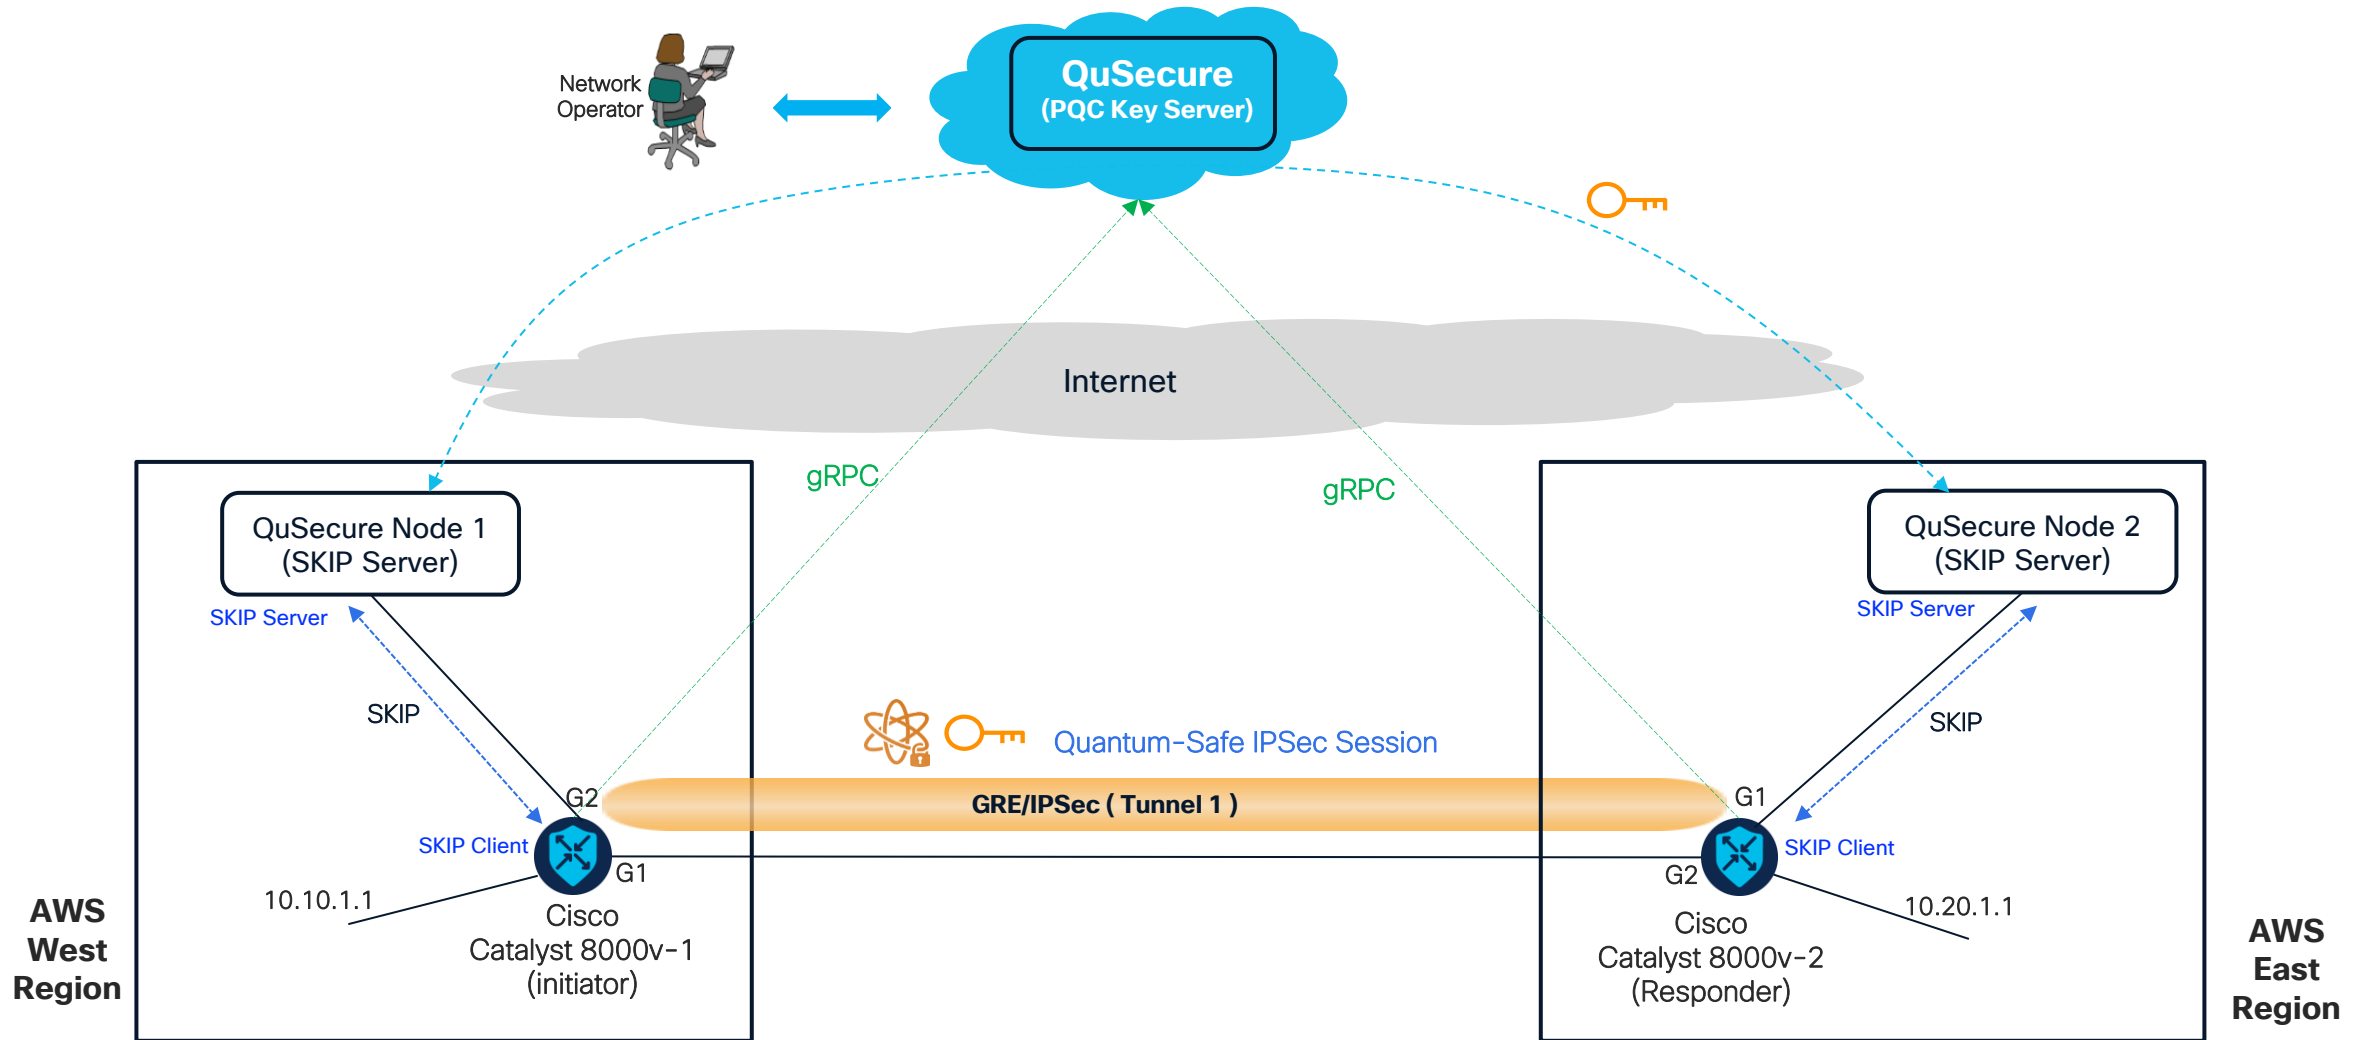 Network
Operator
QuSecure
(PQC Key Server)
Internet
gRPC
gRPC
QuSecure Node 1
(SKIP Server)
SKIP Server
SKIP
QuSecure Node 2
(SKIP Server)
SKIP Server
SKIP
Quantum-Safe IPSec Session
GRE/IPSec ( Tunnel 1 )
G2
G1
SKIP Client
G1
G2
SKIP Client
10.10.1.1
Cisco
Catalyst 8000v-1
(initiator)
10.20.1.1
Cisco
Catalyst 8000v-2
(Responder)
AWS
West
Region
AWS
East
Region